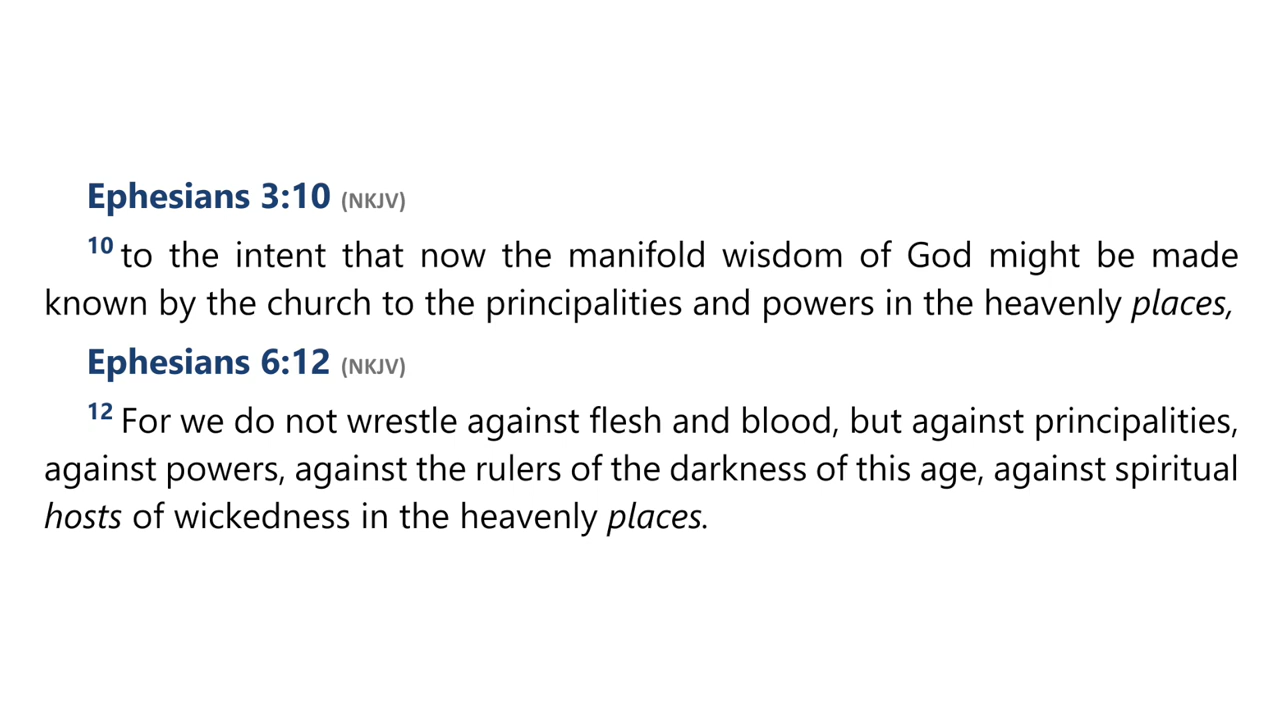 Ephesians 3:10 (NKJV)
10 to the intent that now the manifold wisdom of God might be made
known by the church to the principalities and powers in the heavenly places,
Ephesians 6:12 (NKJV)
12 For we do not wrestle against flesh and blood, but against principalities,
against powers, against the rulers of the darkness of this age, against spiritual
hosts of wickedness in the heavenly places.